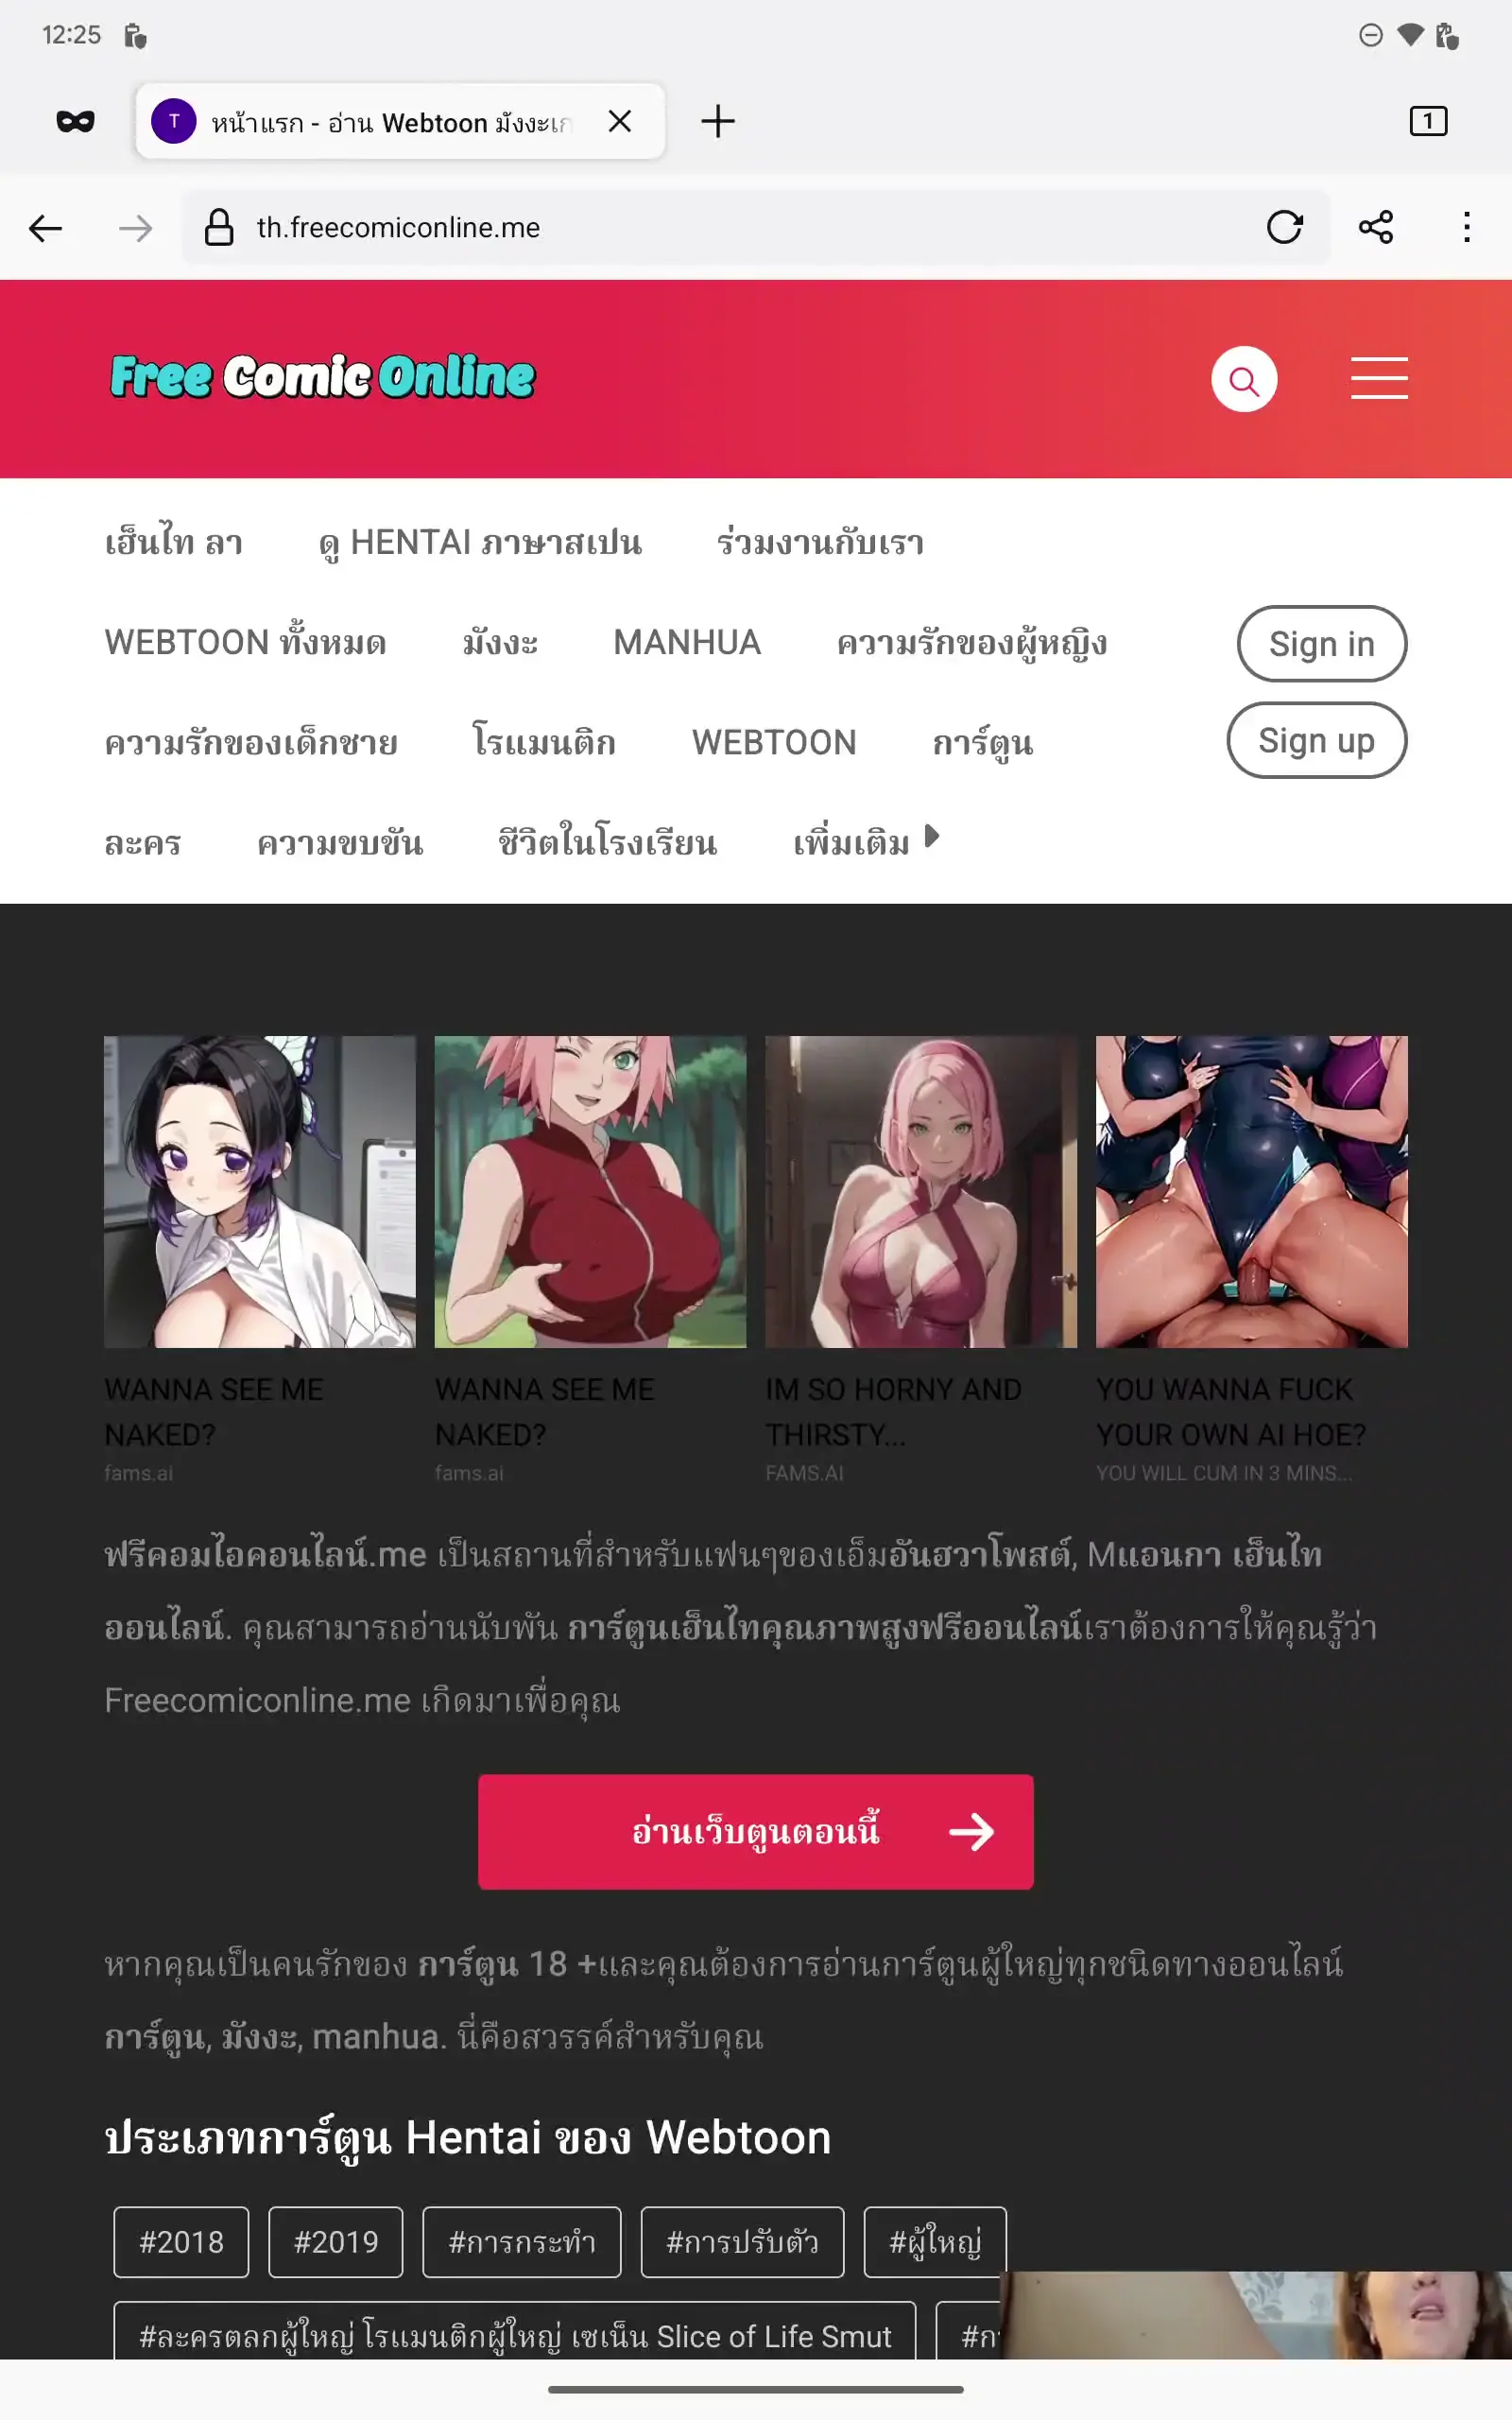 12:25
T
หน้าแรก - อ่าน Webtoon มังงะเก
1
th.freecomiconline.me
Free Comic Online
เฮ็นไท ลา ดู HENTAI ภาษาสเปน ร่วมงานกับเรา
WEBTOON ทั้งหมด มังงะ MANHUA ความรักของผู้หญิง
Sign in
ความรักของเด็กชาย โรแมนติก WEBTOON การ์ตูน
Sign up
ละคร ความขบขัน ชีวิตในโรงเรียน เพิ่มเติม
WANNA SEE ME NAKED?
fams.ai
WANNA SEE ME NAKED?
fams.ai
IM SO HORNY AND THIRSTY...
FAMS.AI
YOU WANNA FUCK YOUR OWN AI HOE?
YOU WILL CUM IN 3 MINS...
ฟรีคอมไอคอนไลน์.me เป็นสถานที่สำหรับแฟนๆของเอ็มอันฮวาโพสต์, Mแอนกา เฮ็นไท
ออนไลน์. คุณสามารถอ่านนับพัน การ์ตูนเฮ็นไทคุณภาพสูงฟรีออนไลน์เราต้องการให้คุณรู้ว่า
Freecomiconline.me เกิดมาเพื่อคุณ
อ่านเว็บตูนตอนนี้
หากคุณเป็นคนรักของ การ์ตูน 18 +และคุณต้องการอ่านการ์ตูนผู้ใหญ่ทุกชนิดทางออนไลน์
การ์ตูน, มังงะ, manhua. นี่คือสวรรค์สำหรับคุณ
ประเภทการ์ตูน Hentai ของ Webtoon
#2018 #2019 #การกระทำ #การปรับตัว #ผู้ใหญ่
#ละครตลกผู้ใหญ่ โรแมนติกผู้ใหญ่ เซเน็น Slice of Life Smut